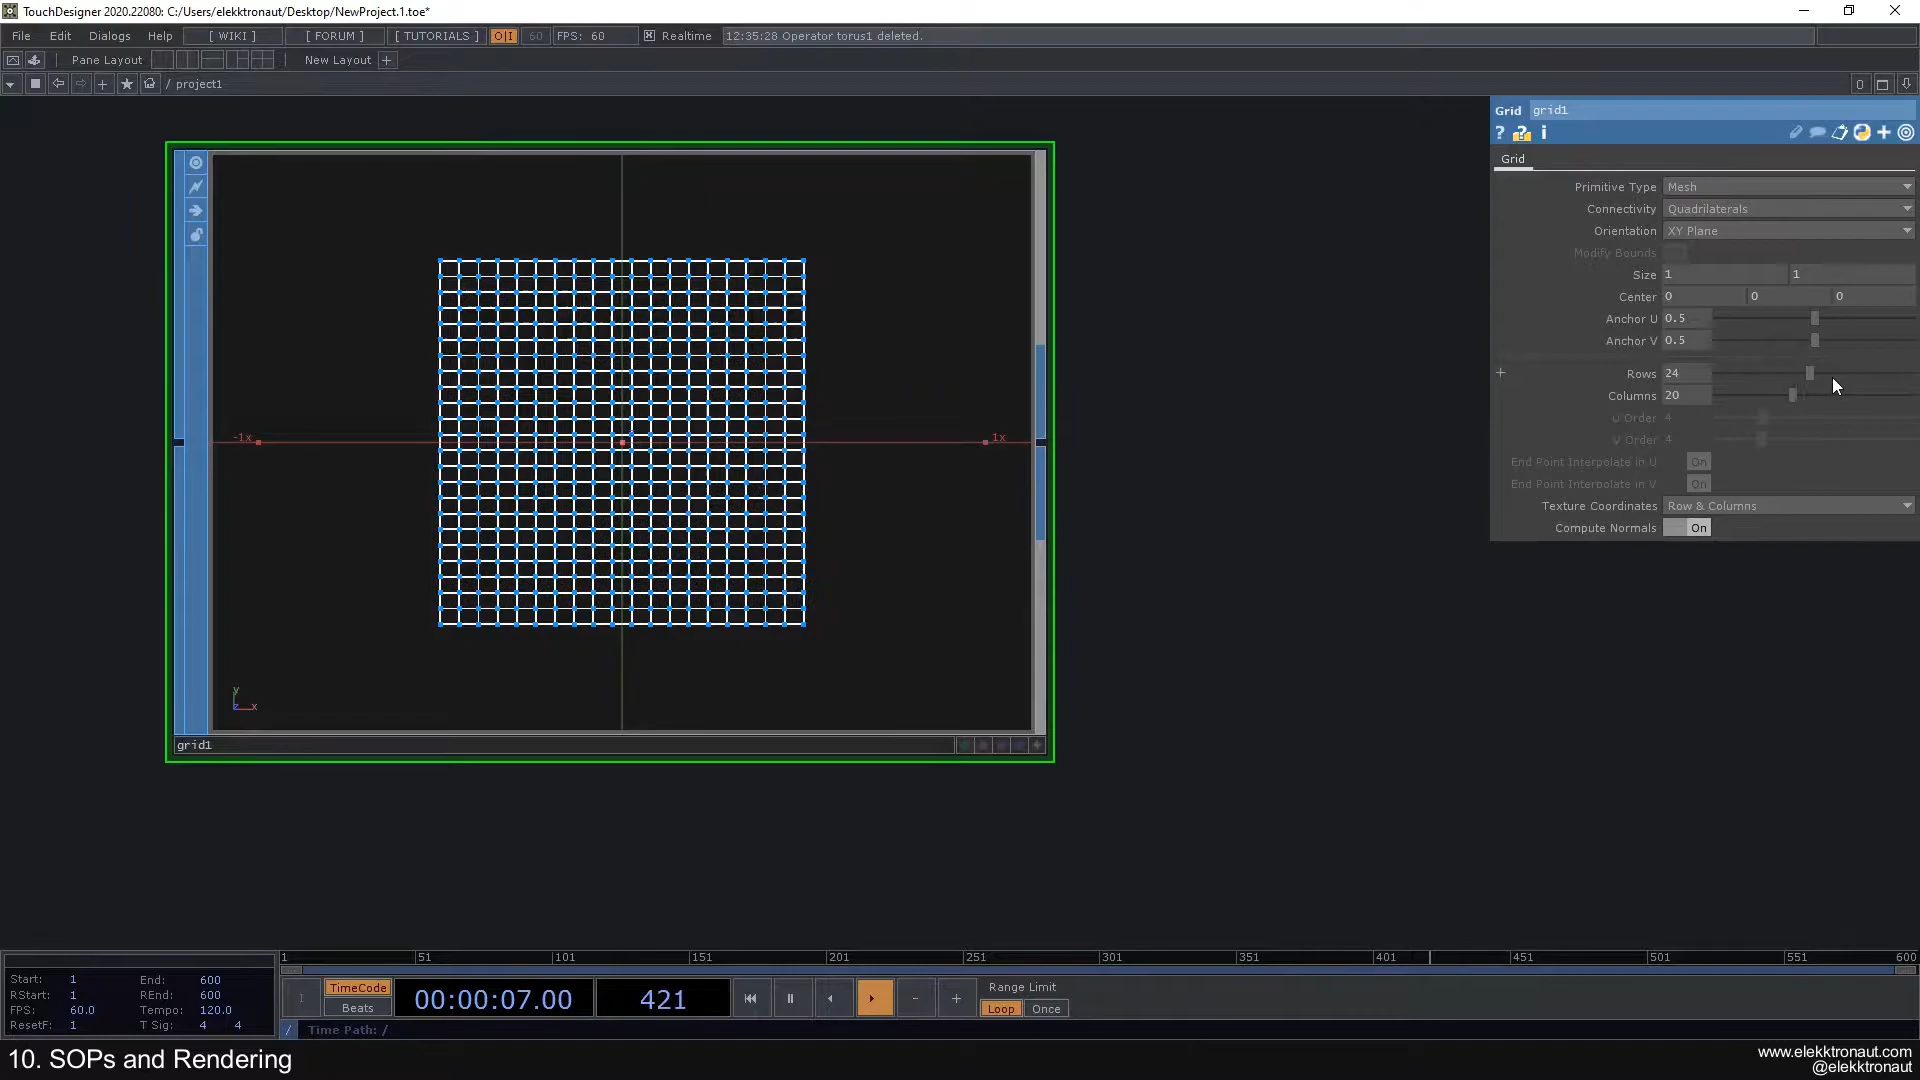 TouchDesigner 2020.22080: C:/Users/elekktronaut/Desktop/NewProject.1.toe*
File Edit Dialogs Help [ WIKI ] [ FORUM ] [ TUTORIALS ] O|I 60 FPS: 60 Realtime 12:35:28 Operator torus1 deleted.
Pane Layout New Layout +
/ project1 0
Grid grid1
? ? i
Grid
Primitive Type Mesh
Connectivity Quadrilaterals
Orientation XY Plane
Modify Bounds
Size 1 1
Center 0 0 0
Anchor U 0.5
Anchor V 0.5
+ Rows 24
Columns 20
U Order 4
V Order 4
End Point Interpolate in U On
End Point Interpolate in V On
Texture Coordinates Row & Columns
Compute Normals On
-1x 1x
y
z x
grid1
1 51 101 151 201 251 301 351 401 451 501 551 600
Start: 1 End: 600
RStart: 1 REnd: 600
FPS: 60.0 Tempo: 120.0
ResetF: 1 T Sig: 4 4
I TimeCode 00:00:07.00 421 - + Range Limit
Beats Loop Once
/ Time Path: /
10. SOPs and Rendering
www.elekktronaut.com
@elekktronaut